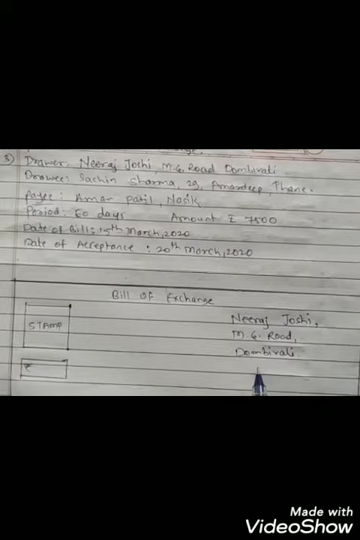 3) Drawer: Neeraj Joshi, M.G. Road Dombivali.
Drawee: Sachin Sharma, 29, Amardeep, Thane.
Payee: Amar Patil, Nasik
Period: 60 days Amount ₹ 7500
Date of Bill: 15th March, 2020
Date of Acceptance: 20th March, 2020
Bill Of Exchange
STAMP
Neeraj Joshi,
M G. Road,
Dombivali
₹
Made with
VideoShow